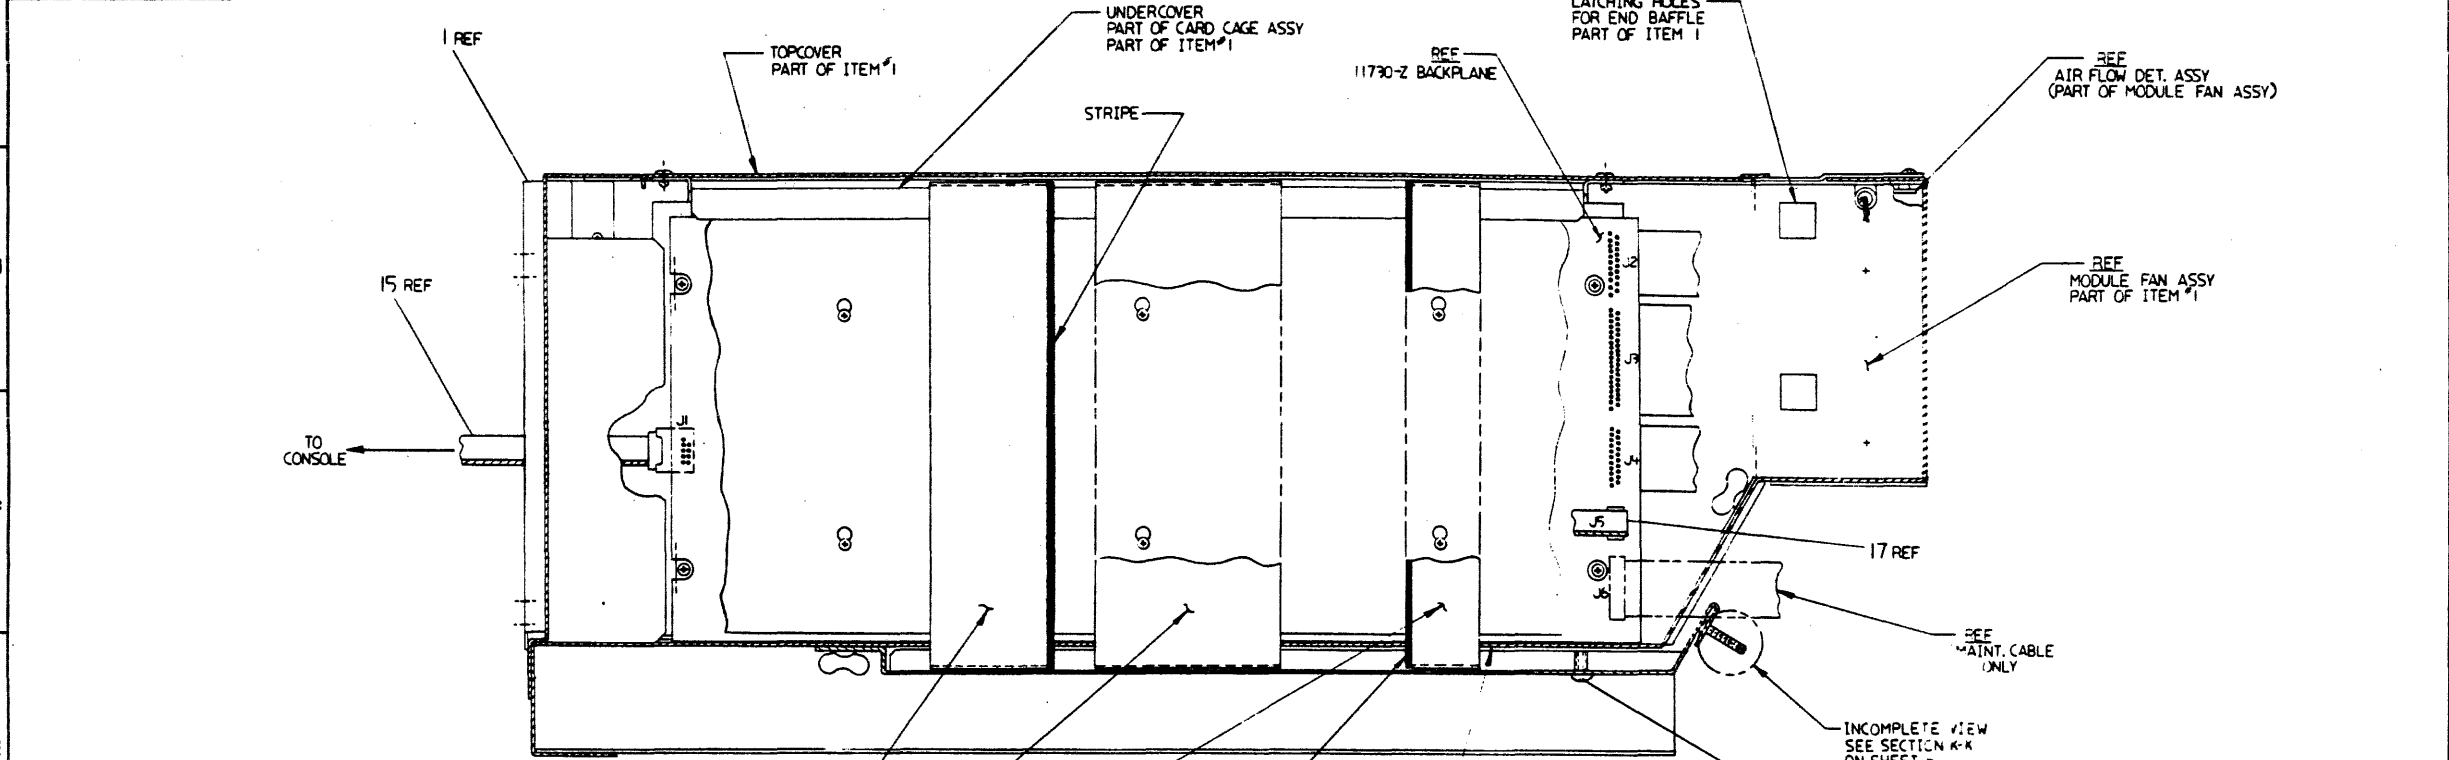 UNDERCOVER
PART OF CARD CAGE ASSY
PART OF ITEM#1
LATCHING HOLES
FOR END BAFFLE
PART OF ITEM 1
1 REF
TOPCOVER
PART OF ITEM#1
REF
11730-Z BACKPLANE
REF
AIR FLOW DET. ASSY
(PART OF MODULE FAN ASSY)
STRIPE
J2
REF
MODULE FAN ASSY
PART OF ITEM#1
15 REF
J3
J1
TO
CONSOLE
J4
J5
17 REF
J6
REF
MAINT. CABLE
ONLY
INCOMPLETE VIEW
SEE SECTION K-K
ON SHEET